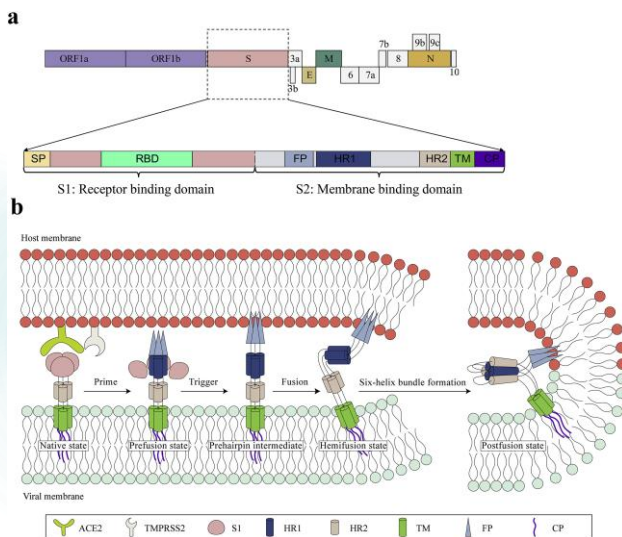 a
7b
9b 9c
ORF1a ORF1b S 3a M 8 N
3b E 6 7a 10
SP RBD FP HR1 HR2 TM CP
S1: Receptor binding domain S2: Membrane binding domain
b
Host membrane
Prime Trigger Fusion Six-helix bundle formation
Native state Prefusion state Prehairpin intermediate Hemifusion state Postfusion state
Viral membrane
ACE2 TMPRSS2 S1 HR1 HR2 TM FP CP